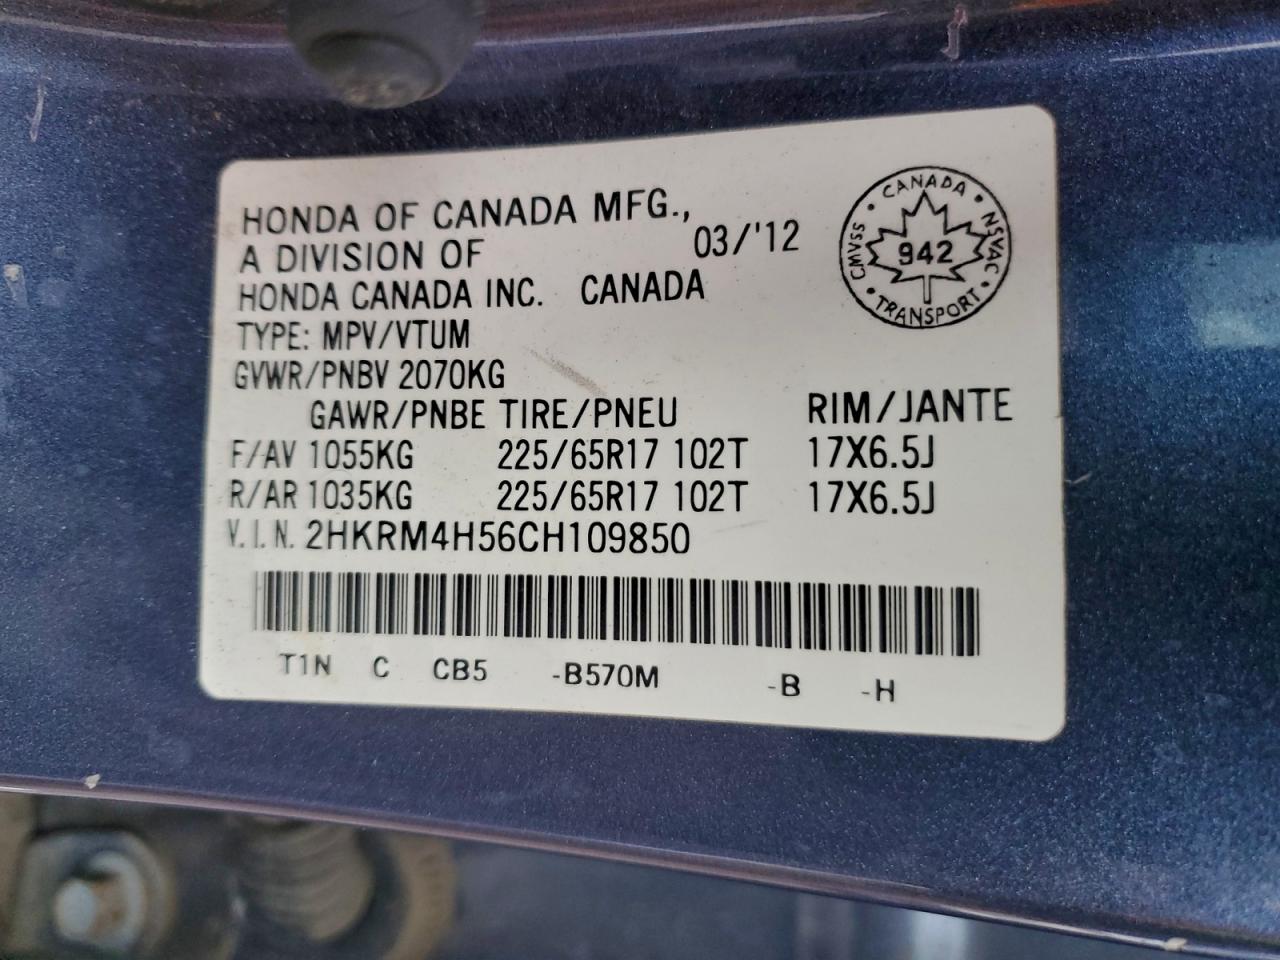 HONDA OF CANADA MFG.,
A DIVISION OF 03/'12
HONDA CANADA INC. CANADA
CANADA
CMVSS 942 NSVAC
TRANSPORT
TYPE: MPV/VTUM
GVWR/PNBV 2070KG
GAWR/PNBE TIRE/PNEU RIM/JANTE
F/AV 1055KG 225/65R17 102T 17X6.5J
R/AR 1035KG 225/65R17 102T 17X6.5J
V.I.N. 2HKRM4H56CH109850
T1N C CB5 -B570M -B -H